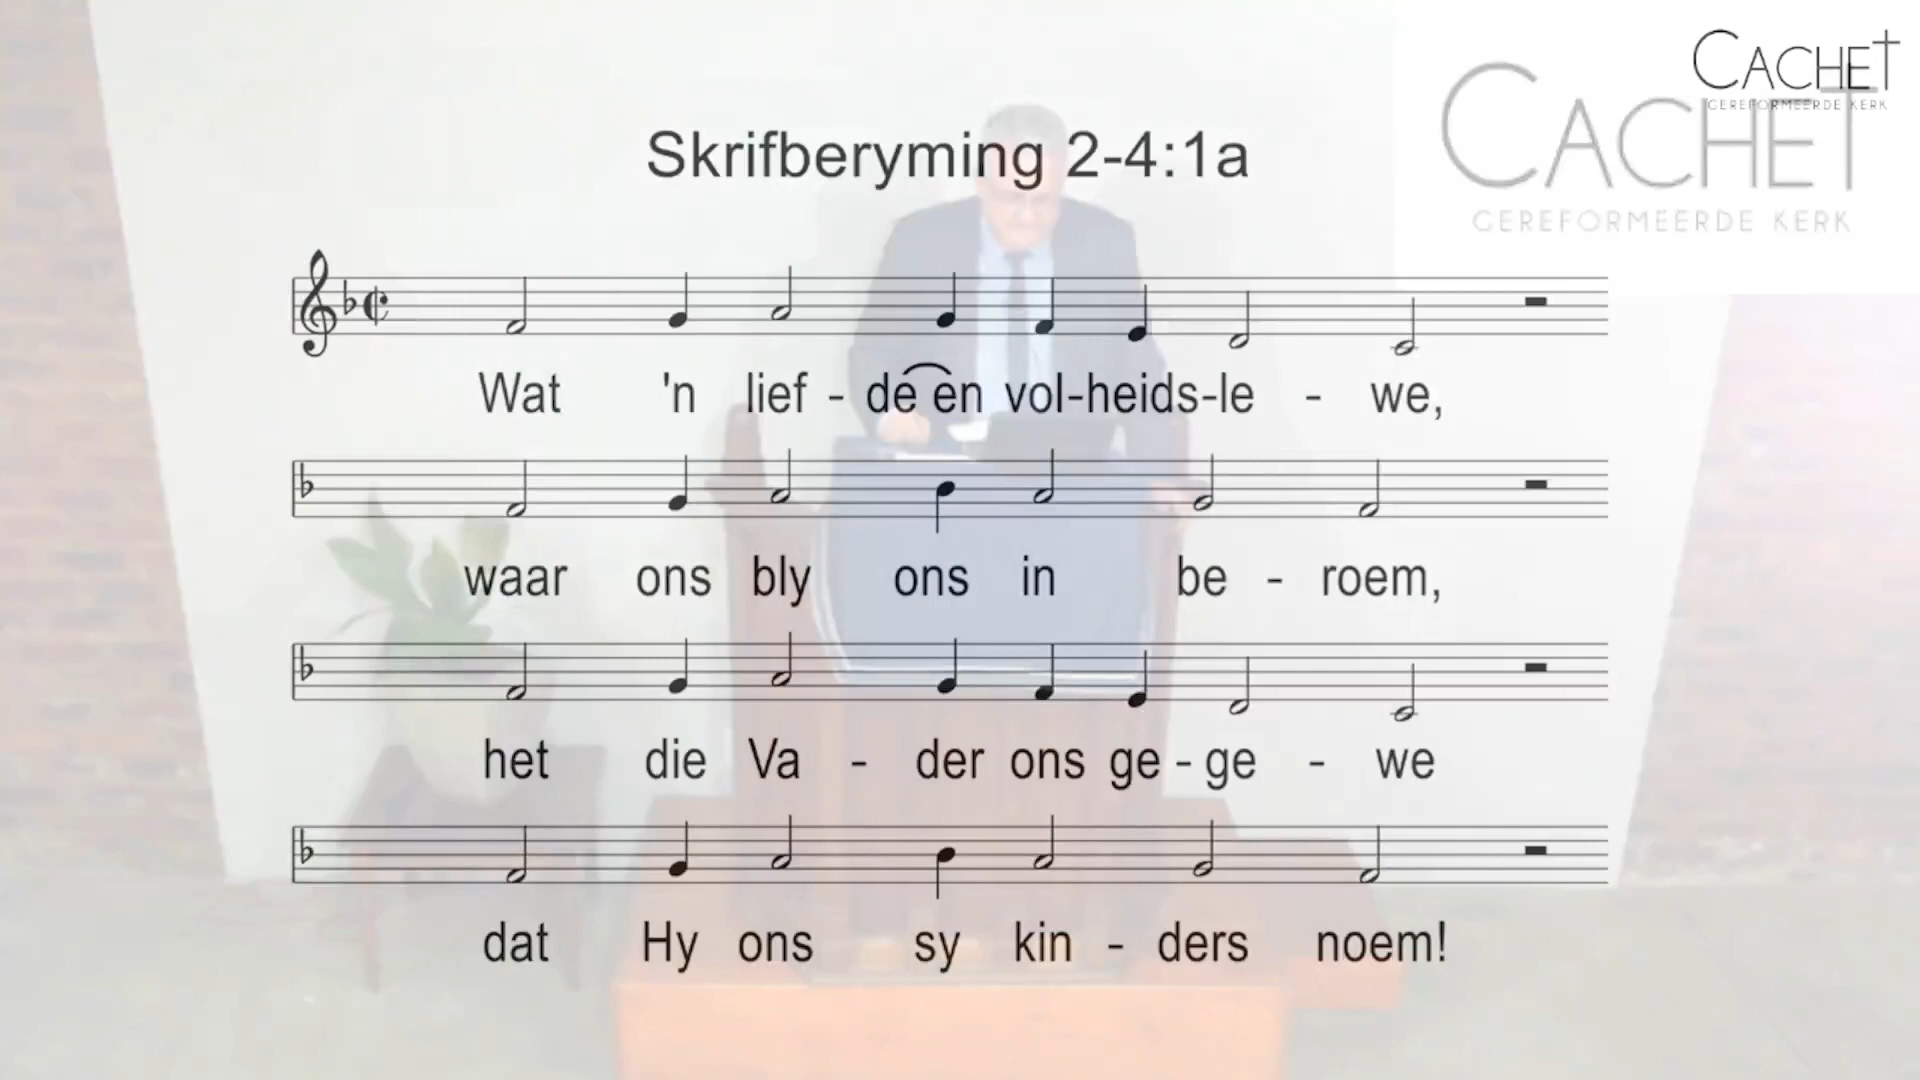 CACHET
GEREFORMEERDE KERK
CACHET
GEREFORMEERDE KERK
Skrifberyming 2-4:1a
Wat 'n lief - de en vol-heids-le - we,
waar ons bly ons in be - roem,
het die Va - der ons ge - ge - we
dat Hy ons sy kin - ders noem!